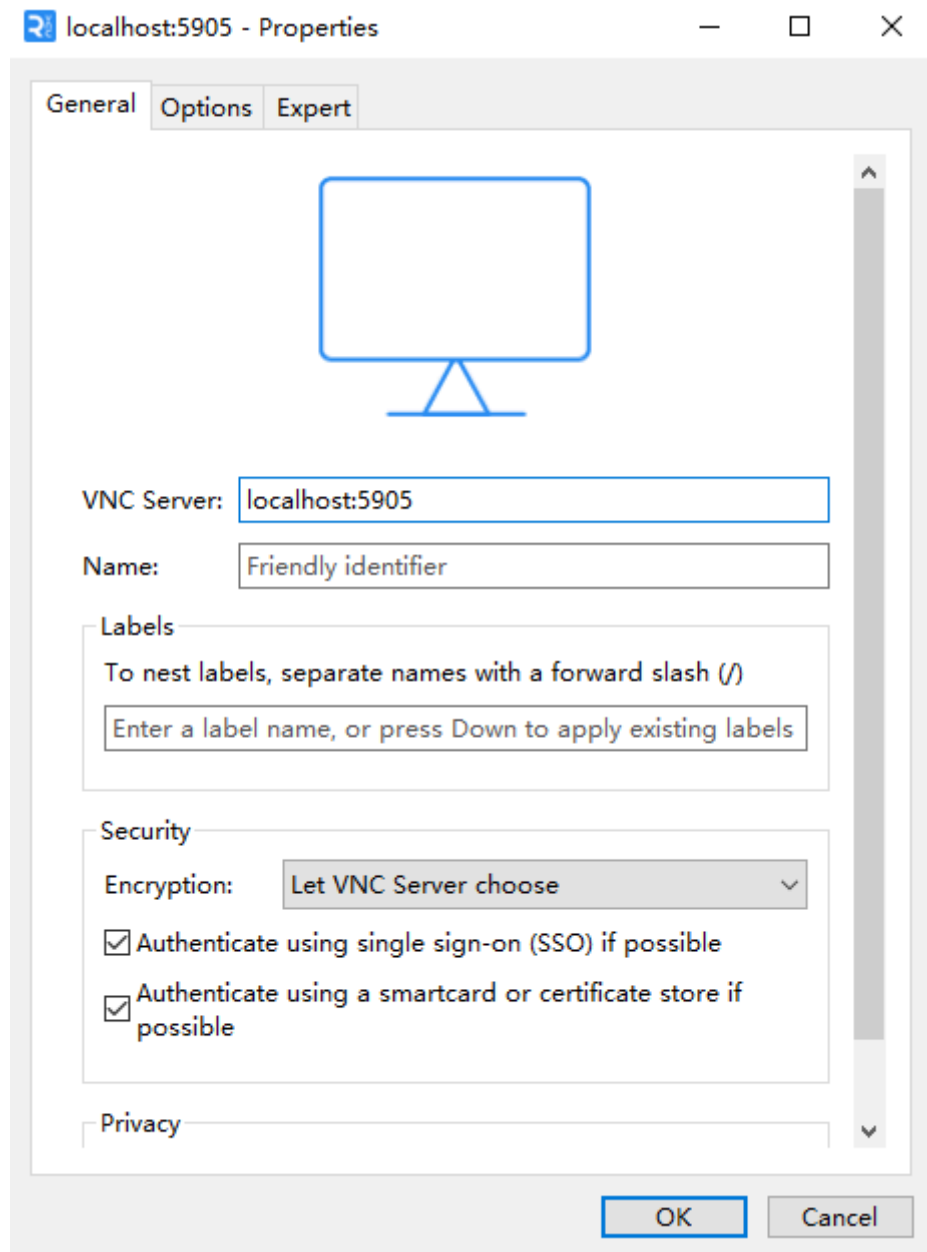 localhost:5905 - Properties
General Options Expert
VNC Server: localhost:5905
Name: Friendly identifier
Labels
To nest labels, separate names with a forward slash (/)
Enter a label name, or press Down to apply existing labels
Security
Encryption: Let VNC Server choose
Authenticate using single sign-on (SSO) if possible
Authenticate using a smartcard or certificate store if
possible
Privacy
OK Cancel